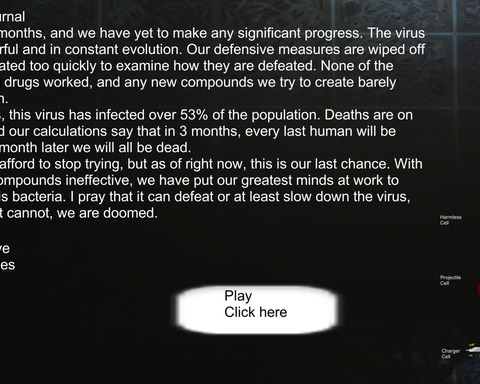 urnal
months, and we have yet to make any significant progress. The virus
rful and in constant evolution. Our defensive measures are wiped off
ated too quickly to examine how they are defeated. None of the
drugs worked, and any new compounds we try to create barely
n.
, this virus has infected over 53% of the population. Deaths are on
d our calculations say that in 3 months, every last human will be
month later we will all be dead.
afford to stop trying, but as of right now, this is our last chance. With
ompounds ineffective, we have put our greatest minds at work to
is bacteria. I pray that it can defeat or at least slow down the virus,
t cannot, we are doomed.
ve
es
Harmless
Cell
Projectile
Cell
Play
Click here
Charger
Cell